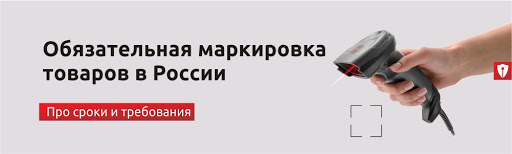 Обязательная маркировка
товаров в России
Про сроки и требования